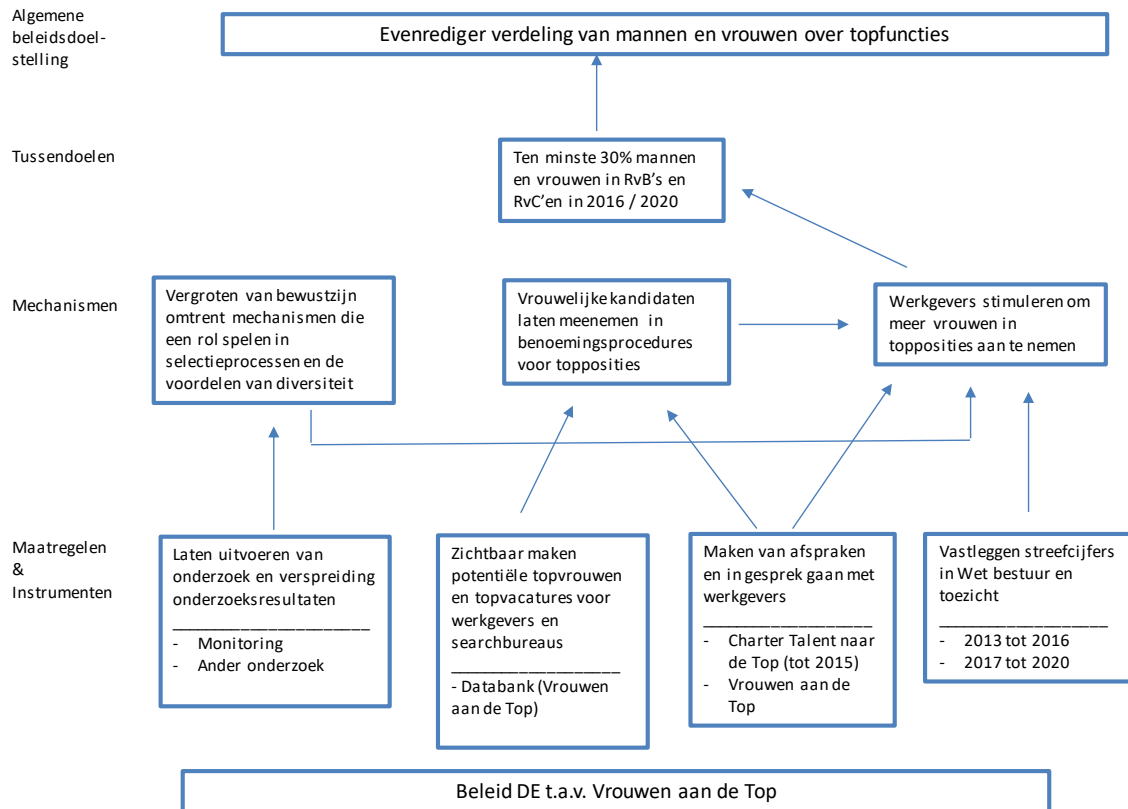 Algemene
beleidsdoel-
stelling
Evenrediger verdeling van mannen en vrouwen over topfuncties
Tussendoelen
Ten minste 30% mannen
en vrouwen in RvB's en
RvC'en in 2016 / 2020
Mechanismen
Vergroten van bewustzijn
omtrent mechanismen die
een rol spelen in
selectieprocessen en de
voordelen van diversiteit
Vrouwelijke kandidaten
laten meenemen in
benoemingsprocedures
voor topposities
Werkgevers stimuleren om
meer vrouwen in
topposities aan te nemen
Maatregelen
&
Instrumenten
Laten uitvoeren van
onderzoek en verspreiding
onderzoeksresultaten
- Monitoring
- Ander onderzoek
Zichtbaar maken
potentiële topvrouwen
en topvacatures voor
werkgevers en
searchbureaus
- Databank (Vrouwen
aan de Top)
Maken van afspraken
en in gesprek gaan met
werkgevers
- Charter Talent naar
de Top (tot 2015)
- Vrouwen aan de
Top
Vastleggen streefcijfers
in Wet bestuur en
toezicht
- 2013 tot 2016
- 2017 tot 2020
Beleid DE t.a.v. Vrouwen aan de Top